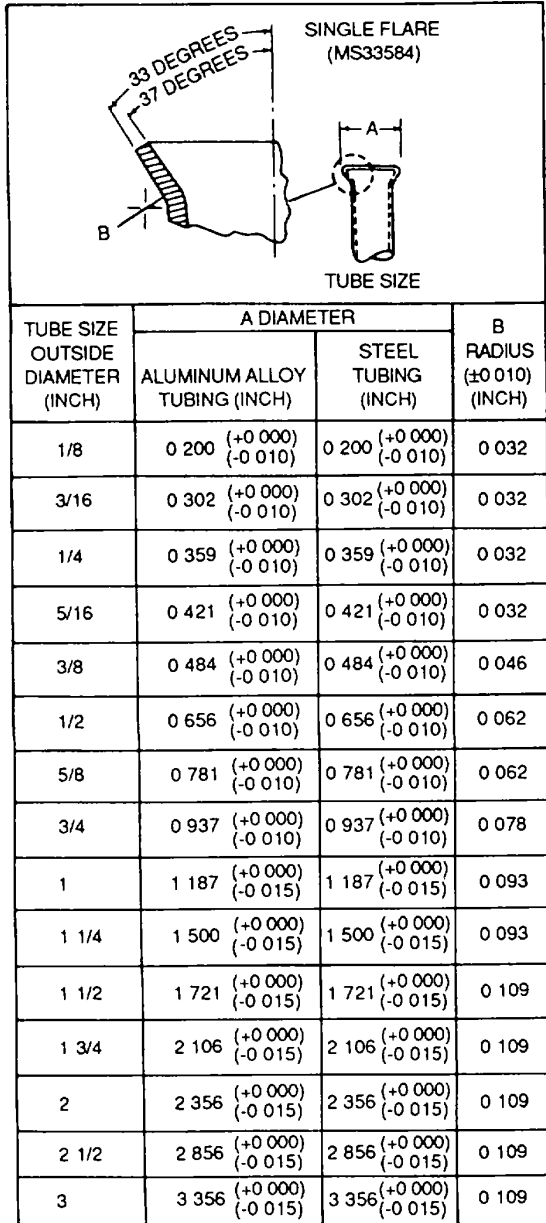 33 DEGREES
37 DEGREES
SINGLE FLARE
(MS33584)
A
B
TUBE SIZE
TUBE SIZE
OUTSIDE
DIAMETER
(INCH)
A DIAMETER
ALUMINUM ALLOY
TUBING (INCH)
STEEL
TUBING
(INCH)
B
RADIUS
(±0 010)
(INCH)
1/8 0 200 (+0 000) (-0 010) 0 200 (+0 000) (-0 010) 0 032
3/16 0 302 (+0 000) (-0 010) 0 302 (+0 000) (-0 010) 0 032
1/4 0 359 (+0 000) (-0 010) 0 359 (+0 000) (-0 010) 0 032
5/16 0 421 (+0 000) (-0 010) 0 421 (+0 000) (-0 010) 0 032
3/8 0 484 (+0 000) (-0 010) 0 484 (+0 000) (-0 010) 0 046
1/2 0 656 (+0 000) (-0 010) 0 656 (+0 000) (-0 010) 0 062
5/8 0 781 (+0 000) (-0 010) 0 781 (+0 000) (-0 010) 0 062
3/4 0 937 (+0 000) (-0 010) 0 937 (+0 000) (-0 010) 0 078
1 1 187 (+0 000) (-0 015) 1 187 (+0 000) (-0 015) 0 093
1 1/4 1 500 (+0 000) (-0 015) 1 500 (+0 000) (-0 015) 0 093
1 1/2 1 721 (+0 000) (-0 015) 1 721 (+0 000) (-0 015) 0 109
1 3/4 2 106 (+0 000) (-0 015) 2 106 (+0 000) (-0 015) 0 109
2 2 356 (+0 000) (-0 015) 2 356 (+0 000) (-0 015) 0 109
2 1/2 2 856 (+0 000) (-0 015) 2 856 (+0 000) (-0 015) 0 109
3 3 356 (+0 000) (-0 015) 3 356 (+0 000) (-0 015) 0 109